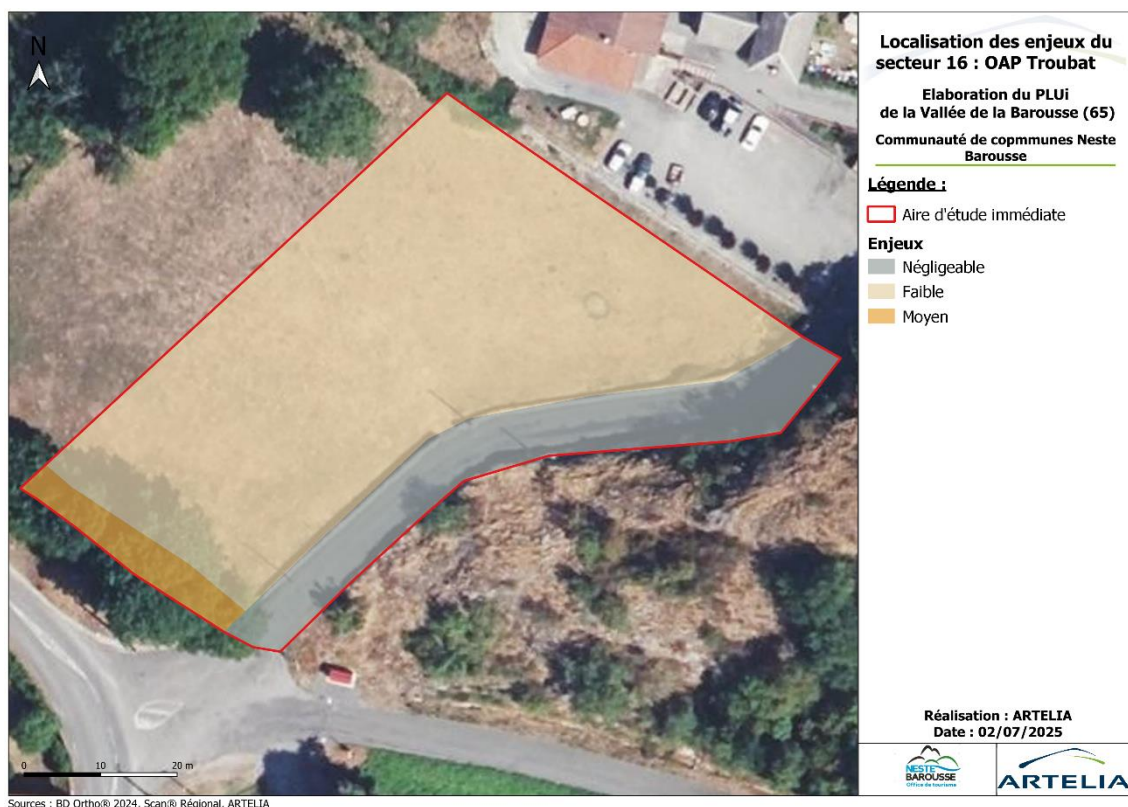 Localisation des enjeux du
secteur 16 : OAP Troubat
Elaboration du PLUi
de la Vallée de la Barousse (65)
Communauté de copmmunes Neste
Barousse
Légende :
Aire d'étude immédiate
Enjeux
Négligeable
Faible
Moyen
N
0 10 20 m
Réalisation : ARTELIA
Date : 02/07/2025
NESTE
BAROUSSE
Office de tourisme
ARTELIA
Sources : BD Ortho® 2024, Scan® Régional, ARTELIA